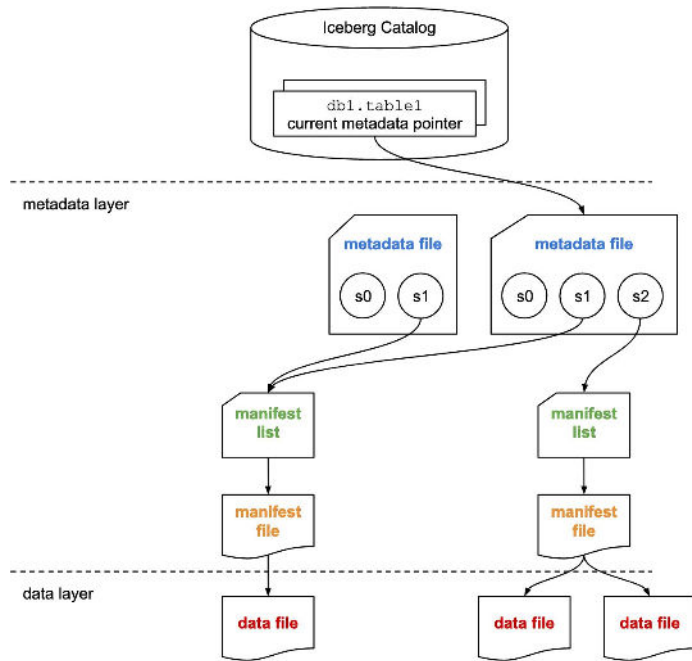 Iceberg Catalog
db1.table1
current metadata pointer
metadata layer
metadata file
s0 s1
metadata file
s0 s1 s2
manifest
list
manifest
list
manifest
file
manifest
file
data layer
data file
data file
data file